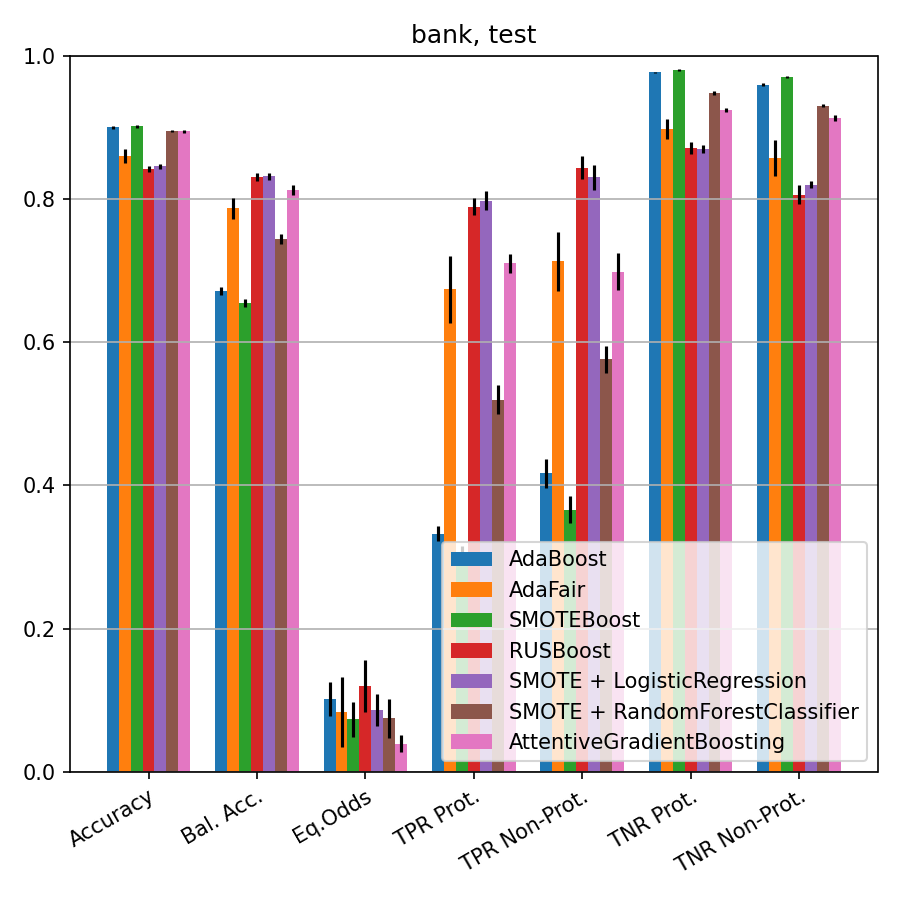 bank, test
1.0
0.8
0.6
0.4
0.2
0.0
AdaBoost
AdaFair
SMOTEBoost
RUSBoost
SMOTE + LogisticRegression
SMOTE + RandomForestClassifier
AttentiveGradientBoosting
Accuracy
Bal. Acc.
Eq.Odds
TPR Prot.
TPR Non-Prot.
TNR Prot.
TNR Non-Prot.